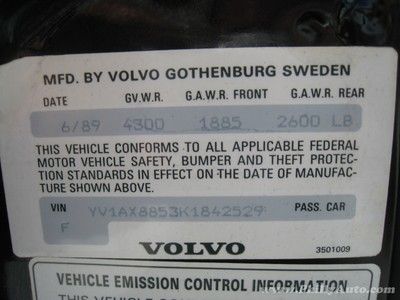 MFD. BY VOLVO GOTHENBURG SWEDEN
DATE G.V.W.R. G.A.W.R. FRONT G.A.W.R. REAR
6/89 4300 1885 2600 LB
THIS VEHICLE CONFORMS TO ALL APPLICABLE FEDERAL
MOTOR VEHICLE SAFETY, BUMPER AND THEFT PROTEC-
TION STANDARDS IN EFFECT ON THE DATE OF MANUFAC-
TURE SHOWN ABOVE.
VIN YV1AX8853K1842529 PASS. CAR
F
VOLVO
3501009
VEHICLE EMISSION CONTROL INFORMATION